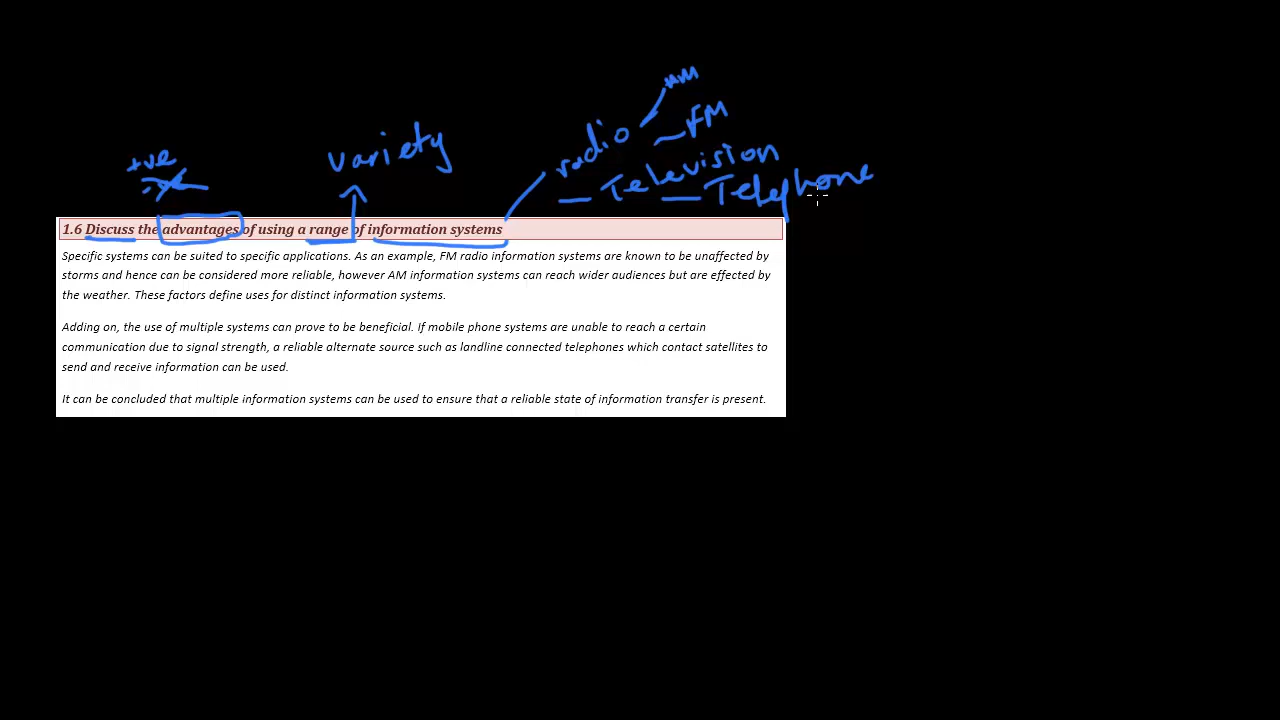 AM
FM
radio
+ve
variety
Television
Telephone
1.6 Discuss the advantages of using a range of information systems
Specific systems can be suited to specific applications. As an example, FM radio information systems are known to be unaffected by
storms and hence can be considered more reliable, however AM information systems can reach wider audiences but are effected by
the weather. These factors define uses for distinct information systems.
Adding on, the use of multiple systems can prove to be beneficial. If mobile phone systems are unable to reach a certain
communication due to signal strength, a reliable alternate source such as landline connected telephones which contact satellites to
send and receive information can be used.
It can be concluded that multiple information systems can be used to ensure that a reliable state of information transfer is present.